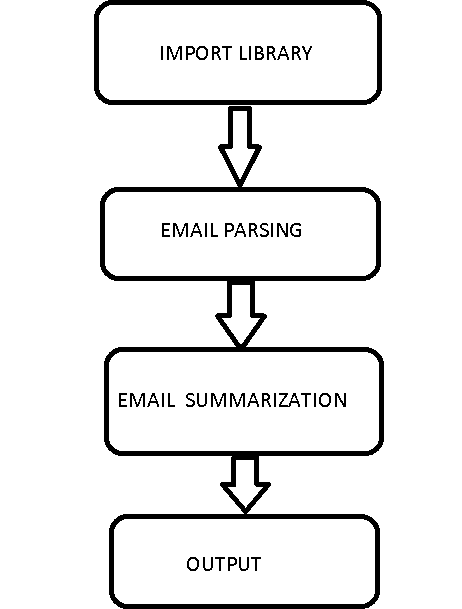 IMPORT LIBRARY
EMAIL PARSING
EMAIL SUMMARIZATION
OUTPUT